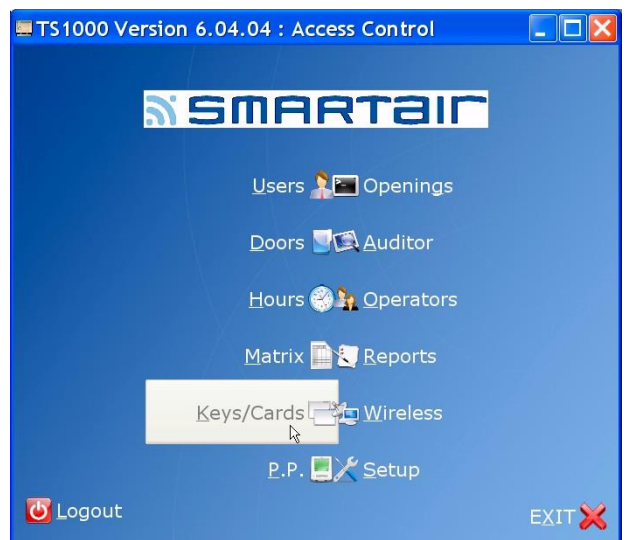 TS1000 Version 6.04.04 : Access Control
SMARTair
Users Openings
Doors Auditor
Hours Operators
Matrix Reports
Keys/Cards Wireless
P.P. Setup
Logout
EXIT